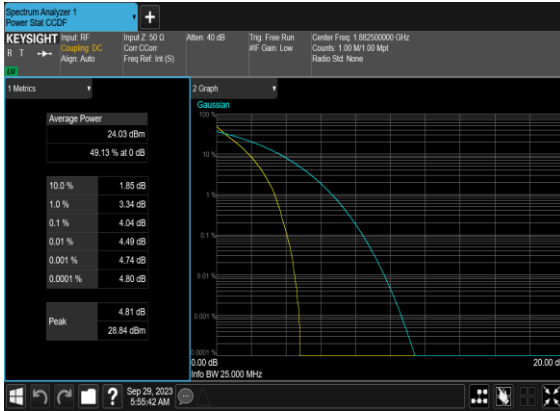 Spectrum Analyzer 1
Power Stat CCDF
+
KEYSIGHT
R T
Input: RF
Coupling: DC
Align: Auto
Input Z: 50 Ω
Corr CCorr
Freq Ref: Int (S)
Atten: 40 dB
Trig: Free Run
#IF Gain: Low
Center Freq: 1.882500000 GHz
Counts: 1.00 M/1.00 Mpt
Radio Std: None
1 Metrics
Average Power
24.03 dBm
49.13 % at 0 dB
10.0 % 1.85 dB
1.0 % 3.34 dB
0.1 % 4.04 dB
0.01 % 4.49 dB
0.001 % 4.74 dB
0.0001 % 4.80 dB
Peak
4.81 dB
28.84 dBm
2 Graph
Gaussian
100 %
10 %
1 %
0.1 %
0.01 %
0.001 %
0.0001 %
0.00 dB
20.00 d
Info BW 25.000 MHz
?
Sep 29, 2023
5:55:42 AM